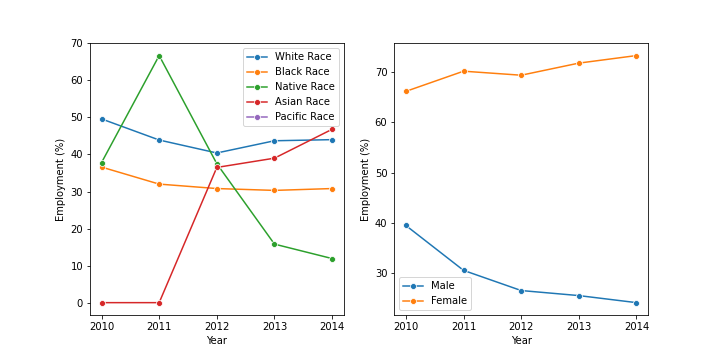 70
60
50
40
30
20
10
0
Employment (%)
2010 2011 2012 2013 2014
Year
White Race
Black Race
Native Race
Asian Race
Pacific Race
70
60
50
40
30
Employment (%)
2010 2011 2012 2013 2014
Year
Male
Female